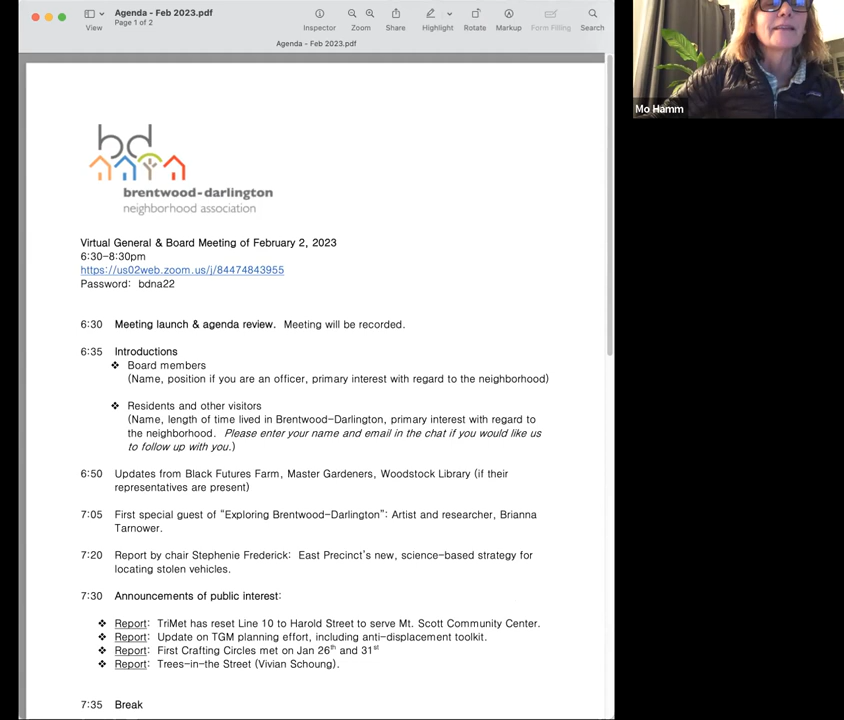 Agenda - Feb 2023.pdf
Page 1 of 2
View
Inspector
Zoom
Share
Highlight
Rotate
Markup
Form Filling
Search
Agenda - Feb 2023.pdf
Mo Hamm
bd
brentwood-darlington
neighborhood association
Virtual General & Board Meeting of February 2, 2023
6:30-8:30pm
https://us02web.zoom.us/j/84474843955
Password: bdna22
6:30 Meeting launch & agenda review. Meeting will be recorded.
6:35 Introductions
❖ Board members
(Name, position if you are an officer, primary interest with regard to the neighborhood)
❖ Residents and other visitors
(Name, length of time lived in Brentwood-Darlington, primary interest with regard to
the neighborhood. Please enter your name and email in the chat if you would like us
to follow up with you.)
6:50 Updates from Black Futures Farm, Master Gardeners, Woodstock Library (if their
representatives are present)
7:05 First special guest of "Exploring Brentwood-Darlington": Artist and researcher, Brianna
Tarnower.
7:20 Report by chair Stephenie Frederick: East Precinct's new, science-based strategy for
locating stolen vehicles.
7:30 Announcements of public interest:
❖ Report: TriMet has reset Line 10 to Harold Street to serve Mt. Scott Community Center.
❖ Report: Update on TGM planning effort, including anti-displacement toolkit.
❖ Report: First Crafting Circles met on Jan 26th and 31st
❖ Report: Trees-in-the Street (Vivian Schoung).
7:35 Break